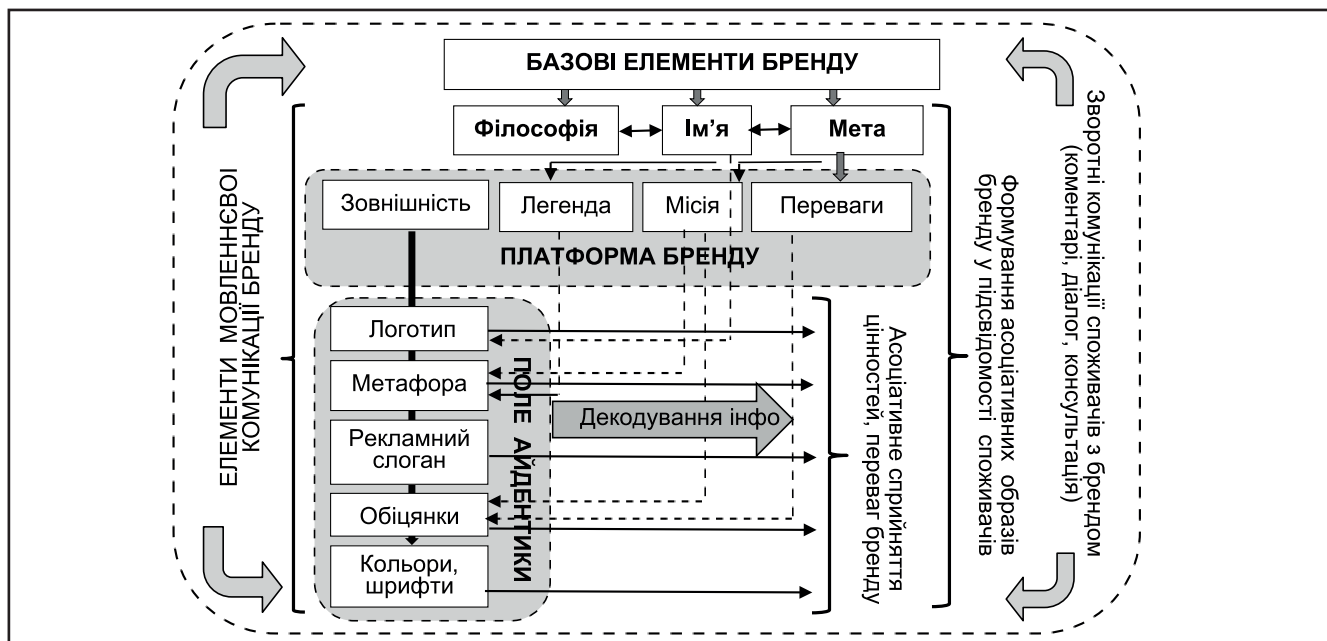 БАЗОВІ ЕЛЕМЕНТИ БРЕНДУ
Філософія
Ім’я
Мета
Зовнішність
Легенда
Місія
Переваги
ПЛАТФОРМА БРЕНДУ
Логотип
Метафора
Рекламний
слоган
Обіцянки
Кольори,
шрифти
ПОЛЕ АЙДЕНТИКИ
Декодування інфо
ЕЛЕМЕНТИ МОВЛЕННЄВОЇ
КОМУНІКАЦІЇ БРЕНДУ
Асоціативне сприйняття
цінностей, переваг бренду
Формування асоціативних образів
бренду у підсвідомості споживачів
Зворотні комунікації споживачів з брендом
(коментарі, діалог, консультація)